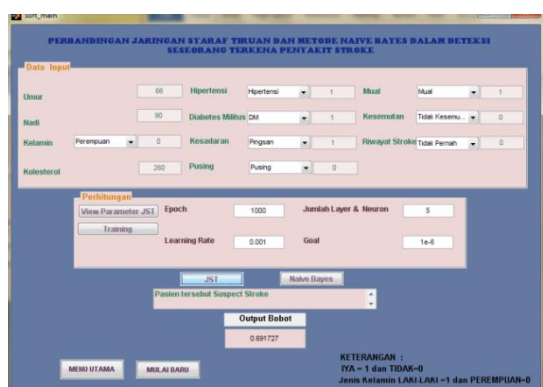 suft_main
PERBANDINGAN JARINGAN SYARAF TIRUAN DAN METODE NAIVE BAYES DALAM DETEKSI
SESEORANG TERKENA PENYAKIT STROKE
Data Input
Umur 66 Hipertensi Hipertensi 1 Mual Mual 1
Nadi 90 Diabetes Militus DM 1 Kesemutan Tidak Kesemu... 0
Kelamin Perempuan 0 Kesadaran Pingsan 1 Riwayat Stroke Tidak Pernah 0
Kolesterol 260 Pusing Pusing 0
Perhitungan
View Parameter JST Epoch 1000 Jumlah Layer & Neuron 5
Training
Learning Rate 0.001 Goal 1e-6
JST Naive Bayes
Pasien tersebut Suspect Stroke
Output Bobot
0.691727
MENU UTAMA MULAI BARU
KETERANGAN :
IYA = 1 dan TIDAK=0
Jenis Kelamin LAKI-LAKI =1 dan PEREMPUAN=0